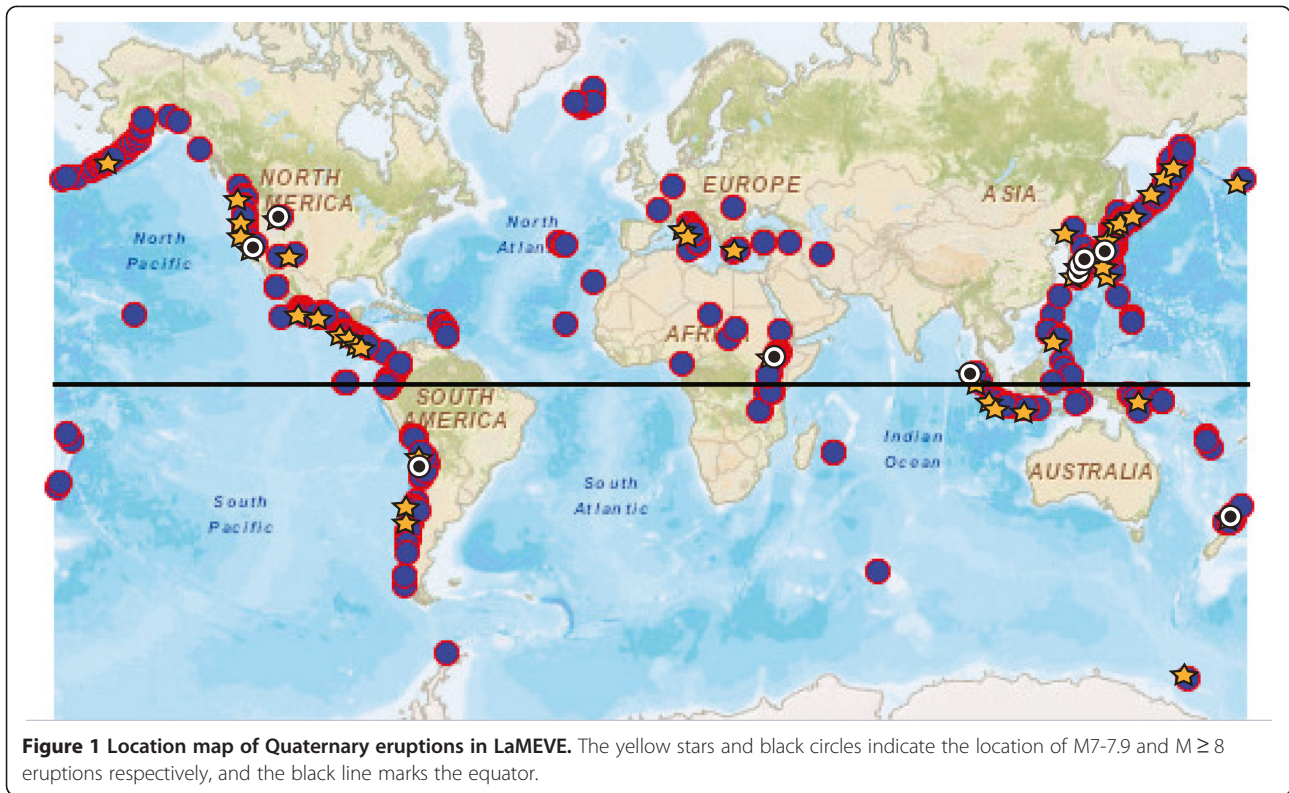 NORTH
AMERICA
EUROPE
ASIA
North
Pacific
North
Atlantic
AFRICA
SOUTH
AMERICA
Indian
Ocean
AUSTRALIA
South
Pacific
South
Atlantic
Figure 1 Location map of Quaternary eruptions in LaMEVE. The yellow stars and black circles indicate the location of M7-7.9 and M ≥ 8
eruptions respectively, and the black line marks the equator.